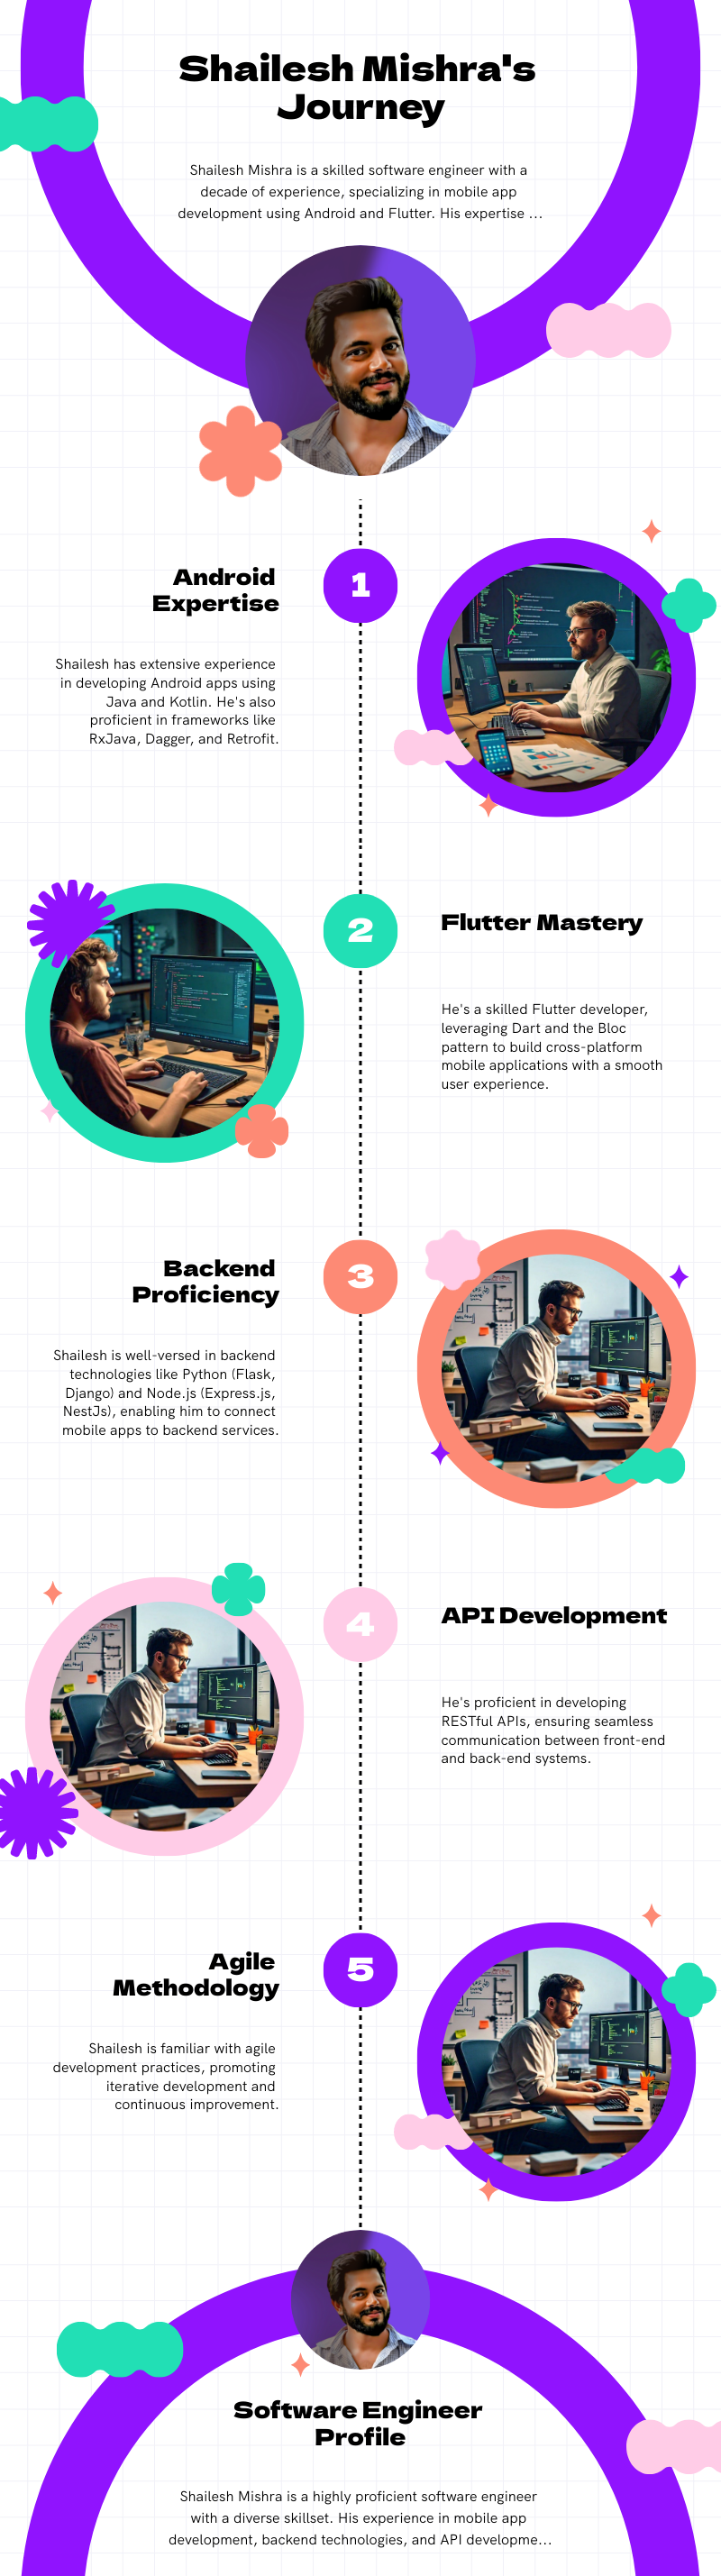 Shailesh Mishra's
Journey
Shailesh Mishra is a skilled software engineer with a
decade of experience, specializing in mobile app
development using Android and Flutter. His expertise ...
1
Android
Expertise
Shailesh has extensive experience
in developing Android apps using
Java and Kotlin. He's also
proficient in frameworks like
RxJava, Dagger, and Retrofit.
2
Flutter Mastery
He's a skilled Flutter developer,
leveraging Dart and the Bloc
pattern to build cross-platform
mobile applications with a smooth
user experience.
3
Backend
Proficiency
Shailesh is well-versed in backend
technologies like Python (Flask,
Django) and Node.js (Express.js,
NestJs), enabling him to connect
mobile apps to backend services.
4
API Development
He's proficient in developing
RESTful APIs, ensuring seamless
communication between front-end
and back-end systems.
5
Agile
Methodology
Shailesh is familiar with agile
development practices, promoting
iterative development and
continuous improvement.
Software Engineer
Profile
Shailesh Mishra is a highly proficient software engineer
with a diverse skillset. His experience in mobile app
development, backend technologies, and API developme...